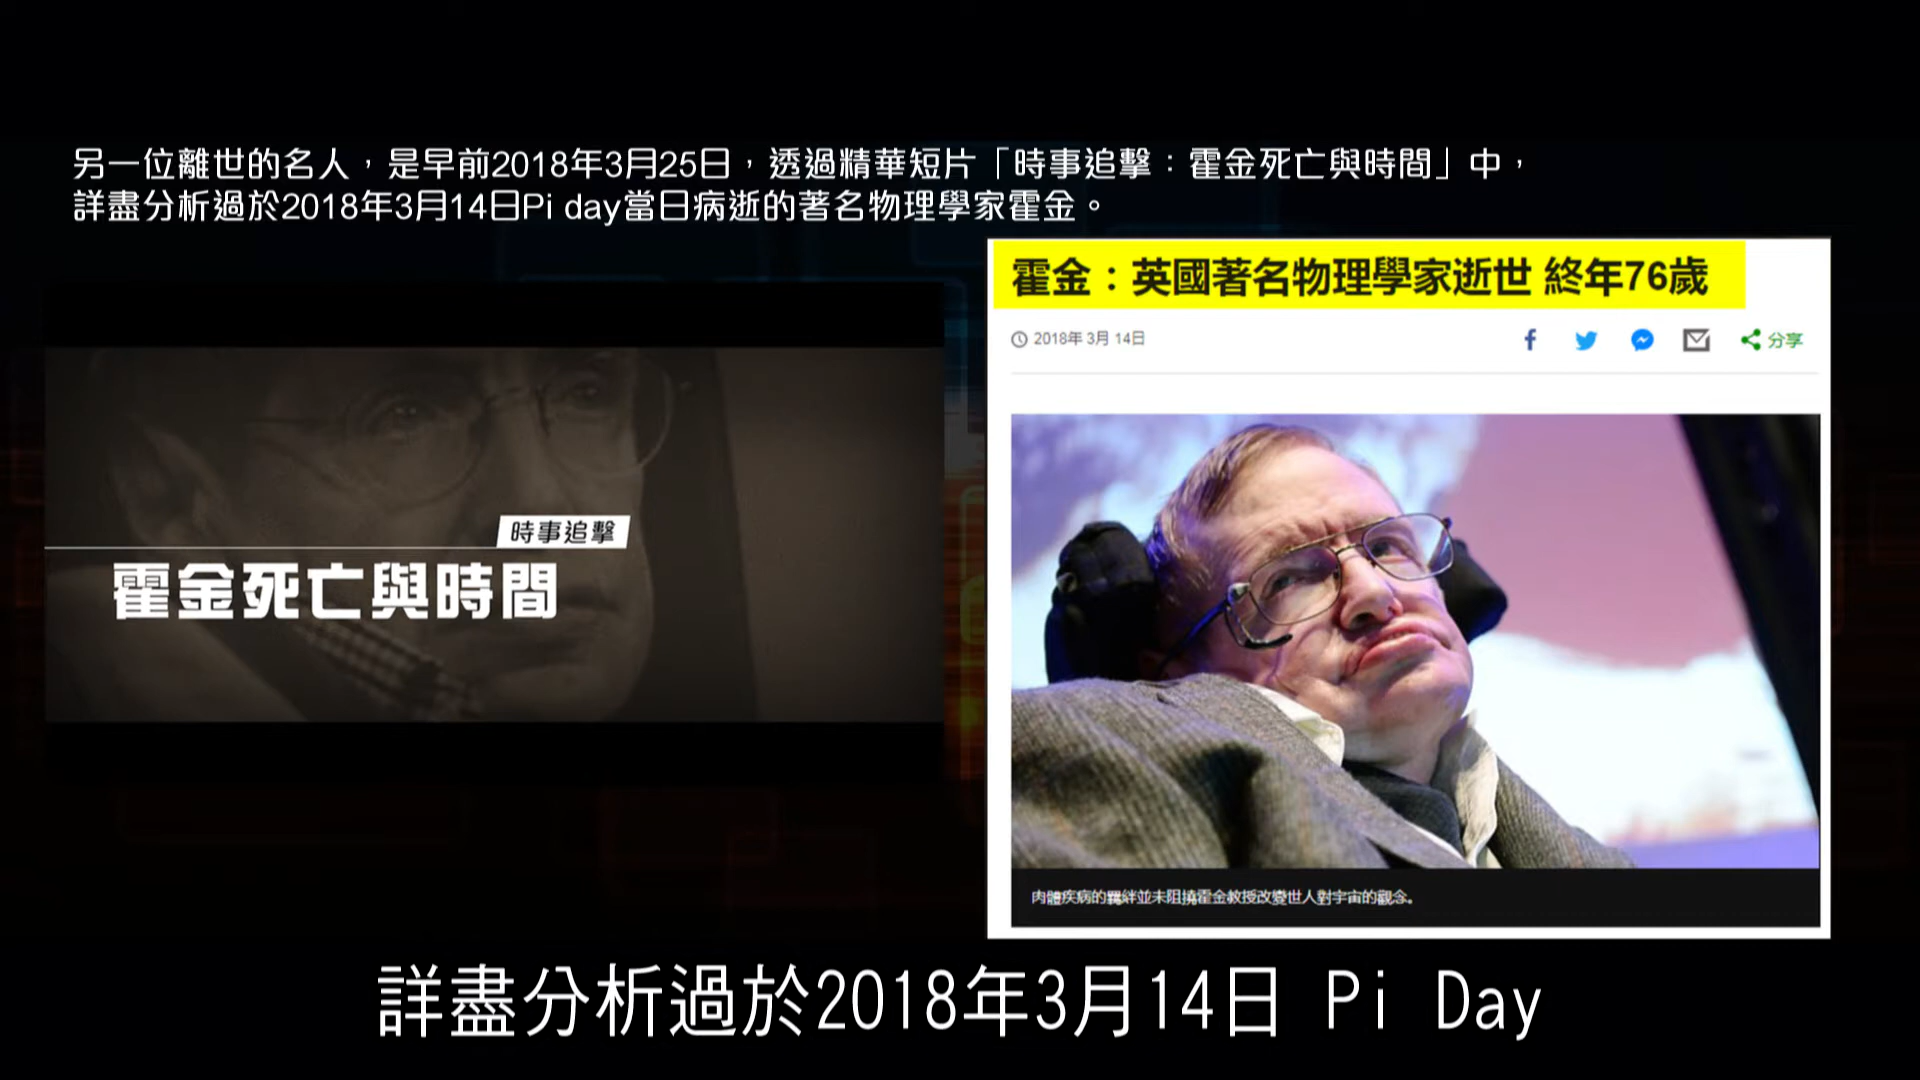 另一位離世的名人，是早前2018年3月25日，透過精華短片「時事追擊：霍金死亡與時間」中，
詳盡分析過於2018年3月14日Pi day當日病逝的著名物理學家霍金。
霍金：英國著名物理學家逝世 終年76歲
2018年 3月 14日
分享
時事追擊
霍金死亡與時間
肉體疾病的羈絆並未阻撓霍金教授改變世人對宇宙的觀念。
詳盡分析過於2018年3月14日 Pi Day